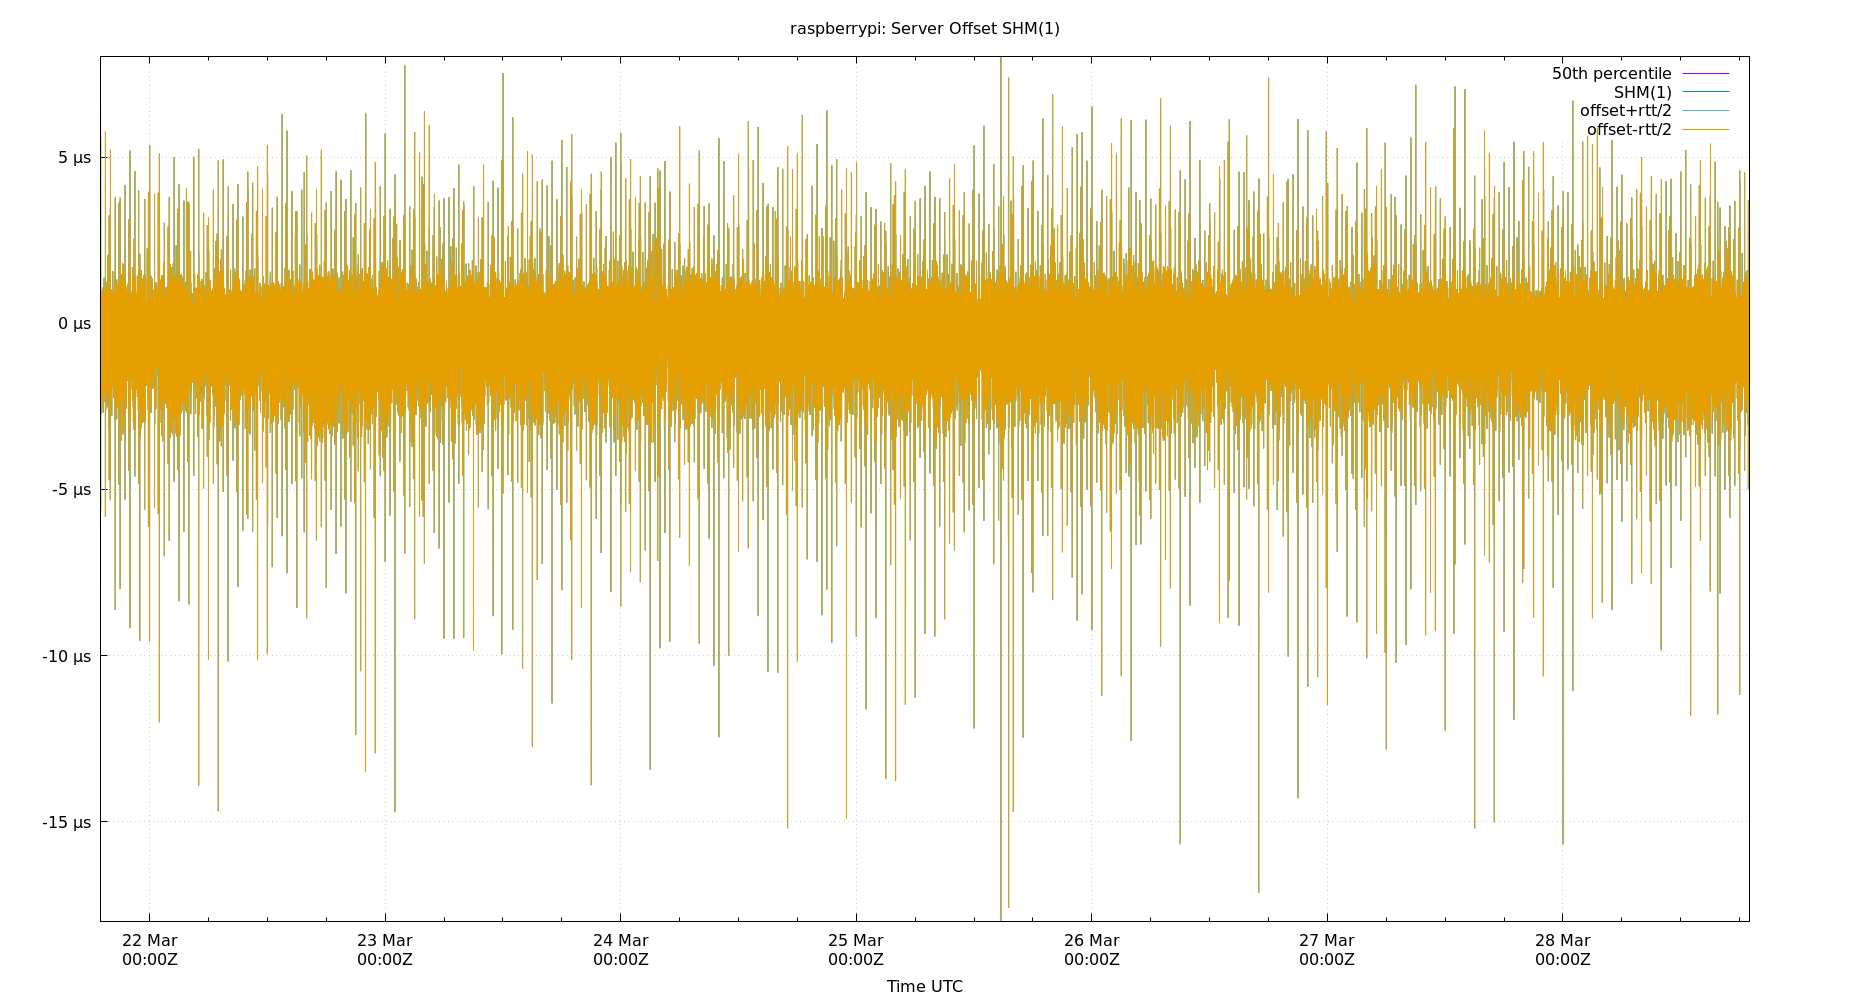 raspberrypi: Server Offset SHM(1)
50th percentile
SHM(1)
offset+rtt/2
offset-rtt/2
5 µs
0 µs
-5 µs
-10 µs
-15 µs
22 Mar
00:00Z
23 Mar
00:00Z
24 Mar
00:00Z
25 Mar
00:00Z
26 Mar
00:00Z
27 Mar
00:00Z
28 Mar
00:00Z
Time UTC